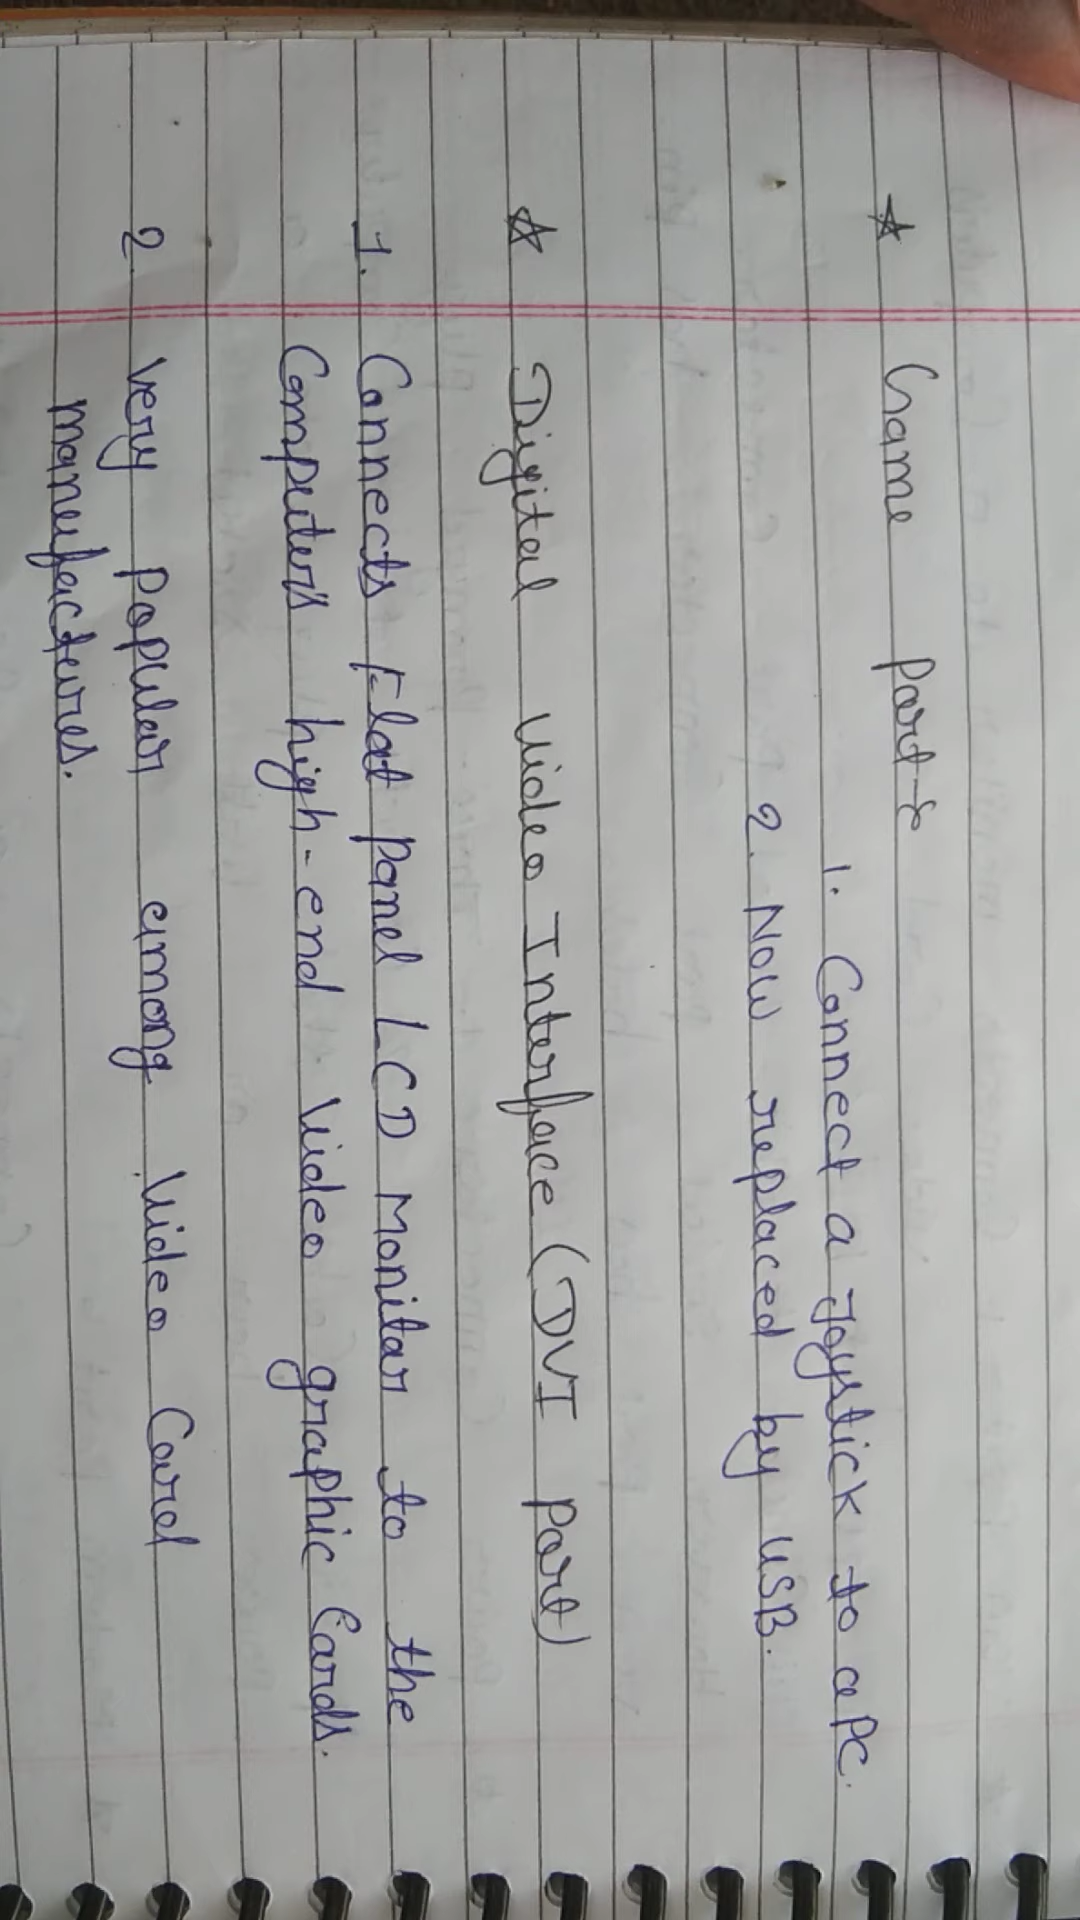 ☆ Game port-8
1. Connect a Joystick to a PC.
2. Now replaced by USB.
☆ Digital Video Interface (DVI port)
1. Connects Flat panel LCD Monitor to the
Computer's high-end Video graphic Cards.
2. Very Popular among Video Card
manufactures.